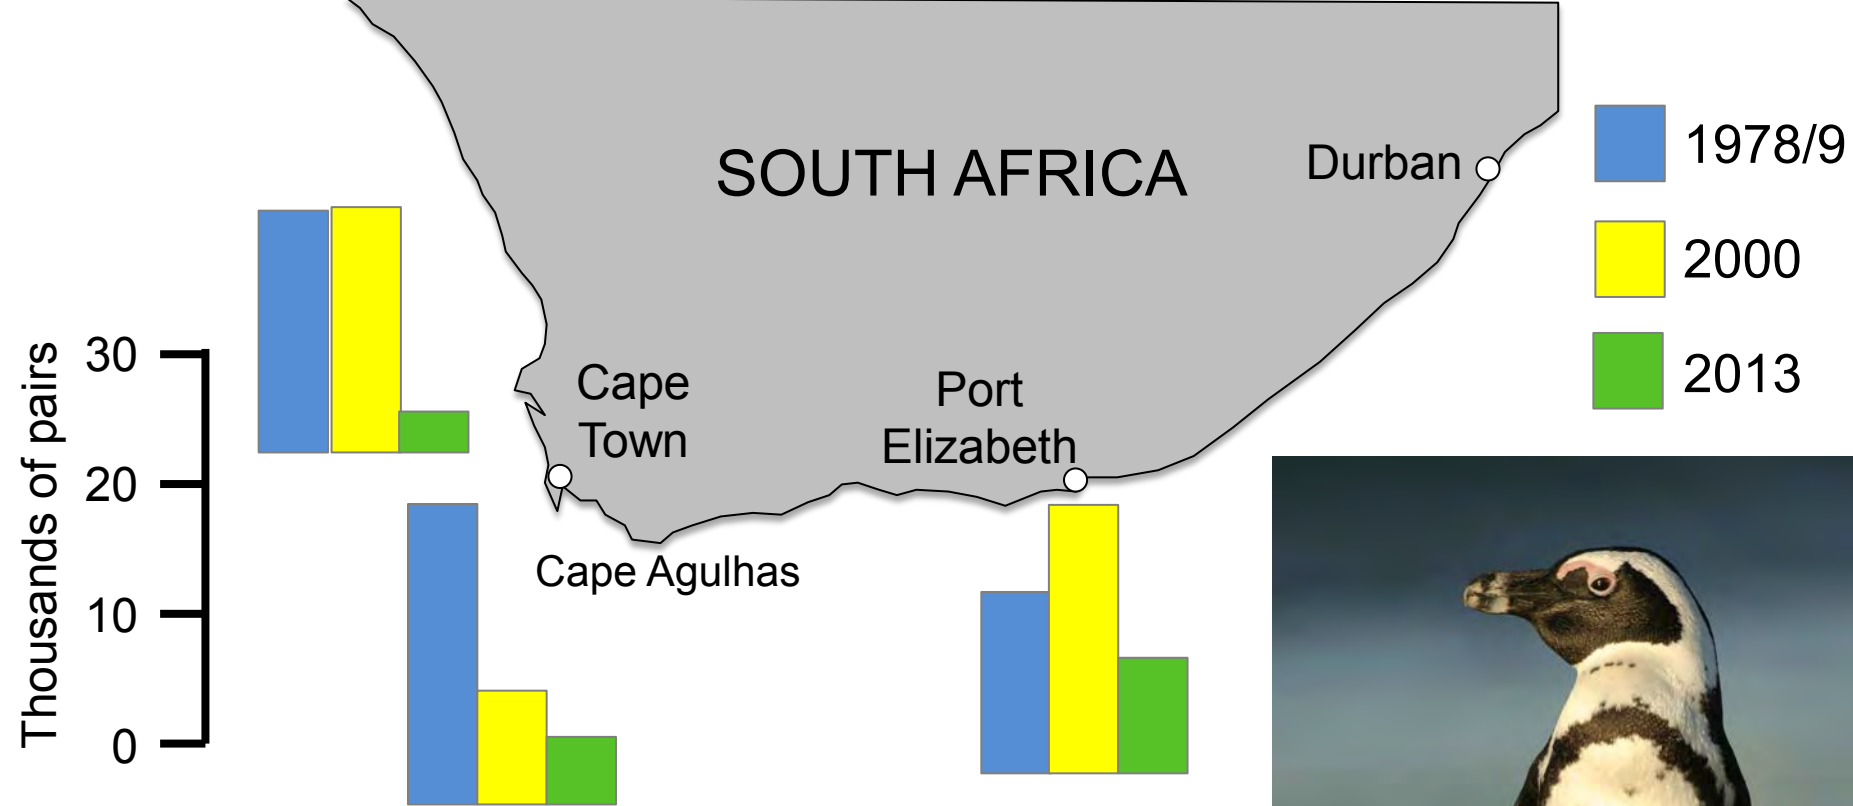 SOUTH AFRICA
Durban
1978/9
2000
2013
Cape
Town
Port
Elizabeth
Cape Agulhas
Thousands of pairs
30
20
10
0